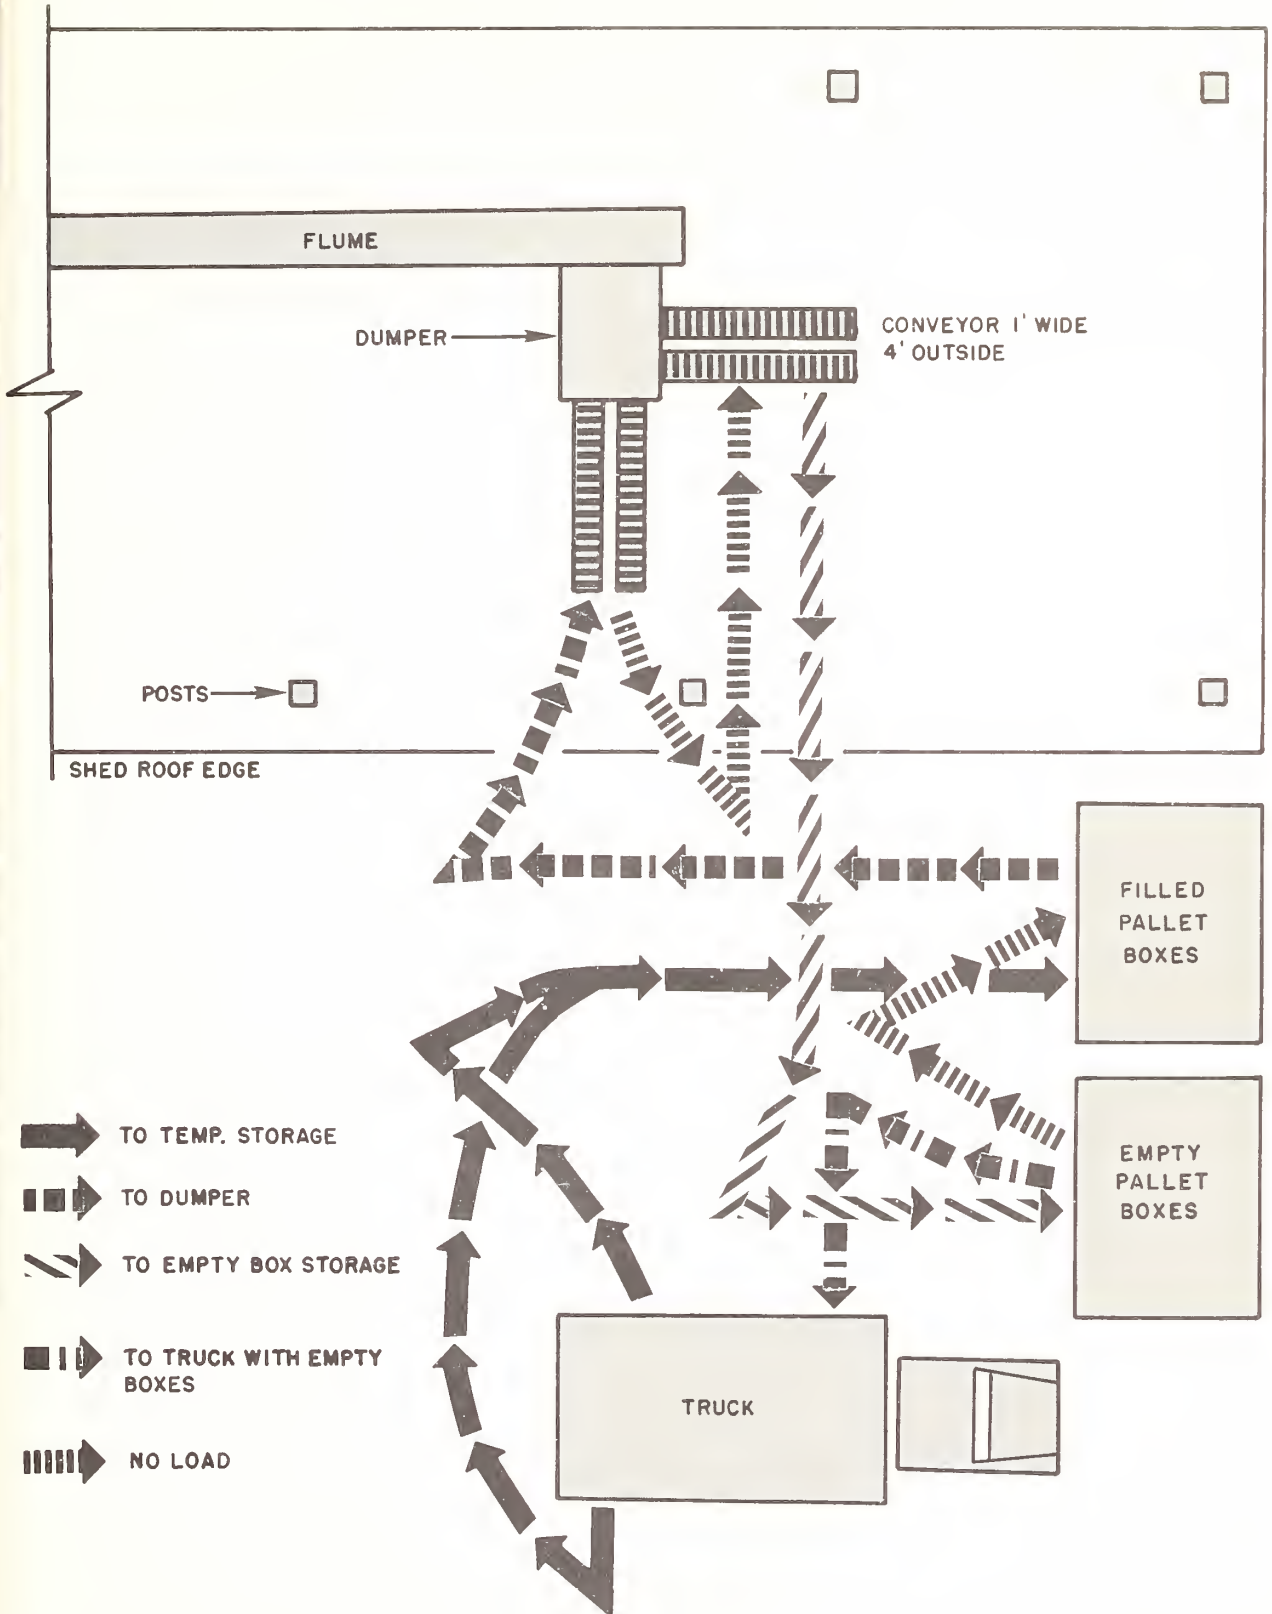 FLUME
DUMPER
CONVEYOR 1' WIDE
4' OUTSIDE
POSTS
SHED ROOF EDGE
FILLED
PALLET
BOXES
TO TEMP. STORAGE
EMPTY
PALLET
BOXES
TO DUMPER
TO EMPTY BOX STORAGE
TO TRUCK WITH EMPTY
BOXES
TRUCK
NO LOAD